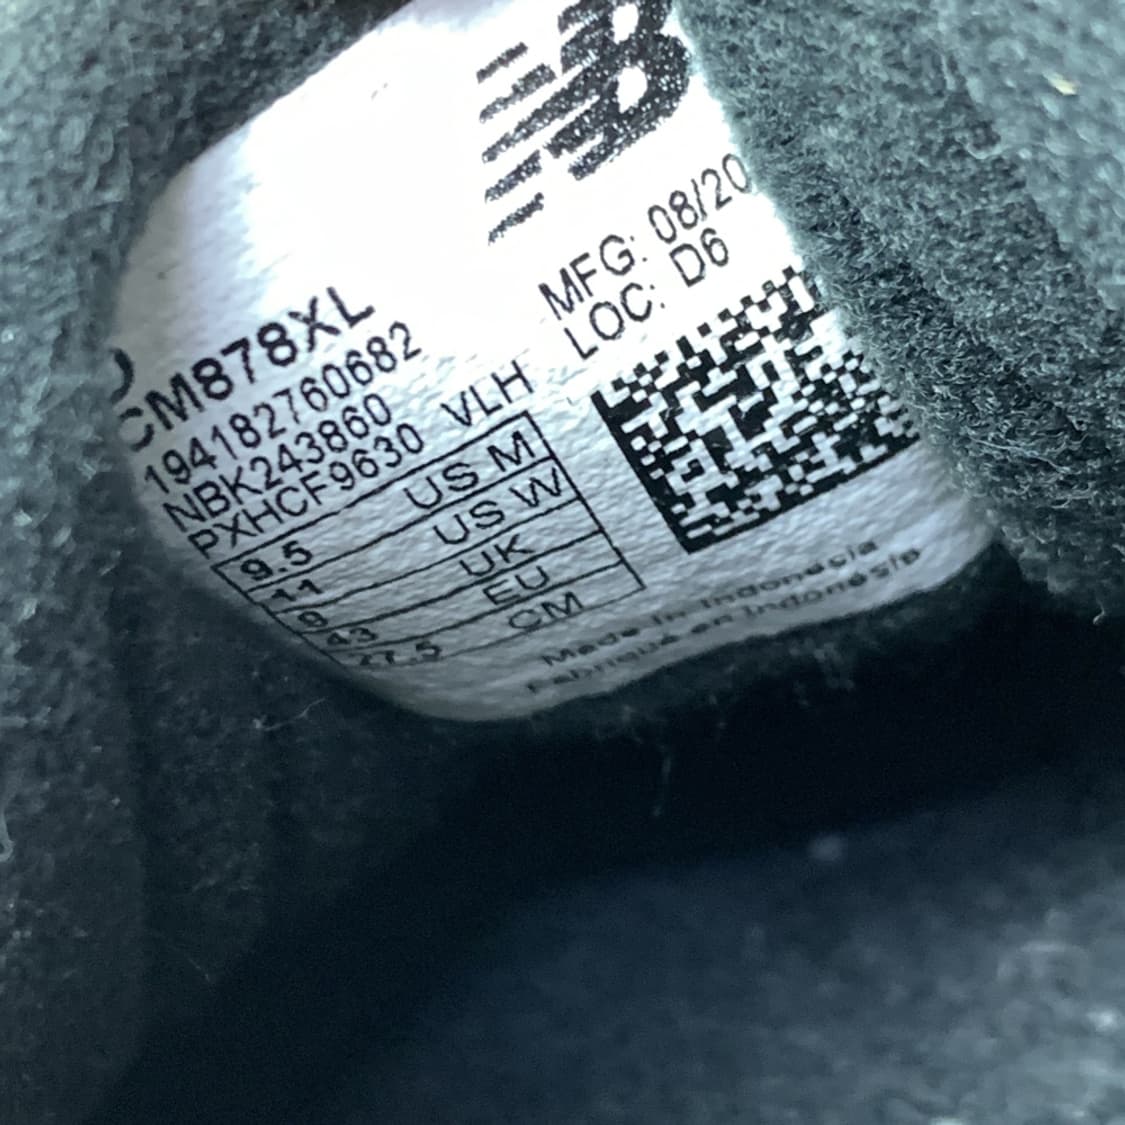 NB
MFG: 08/20
LOC: D6
D
CM878XL
194182760682
NBK243860
PXHCF9630 VLH
9.5 US M
11 US W
9 UK
43 EU
27.5 CM
Made in Indonesia
Fabriqué en Indonésie